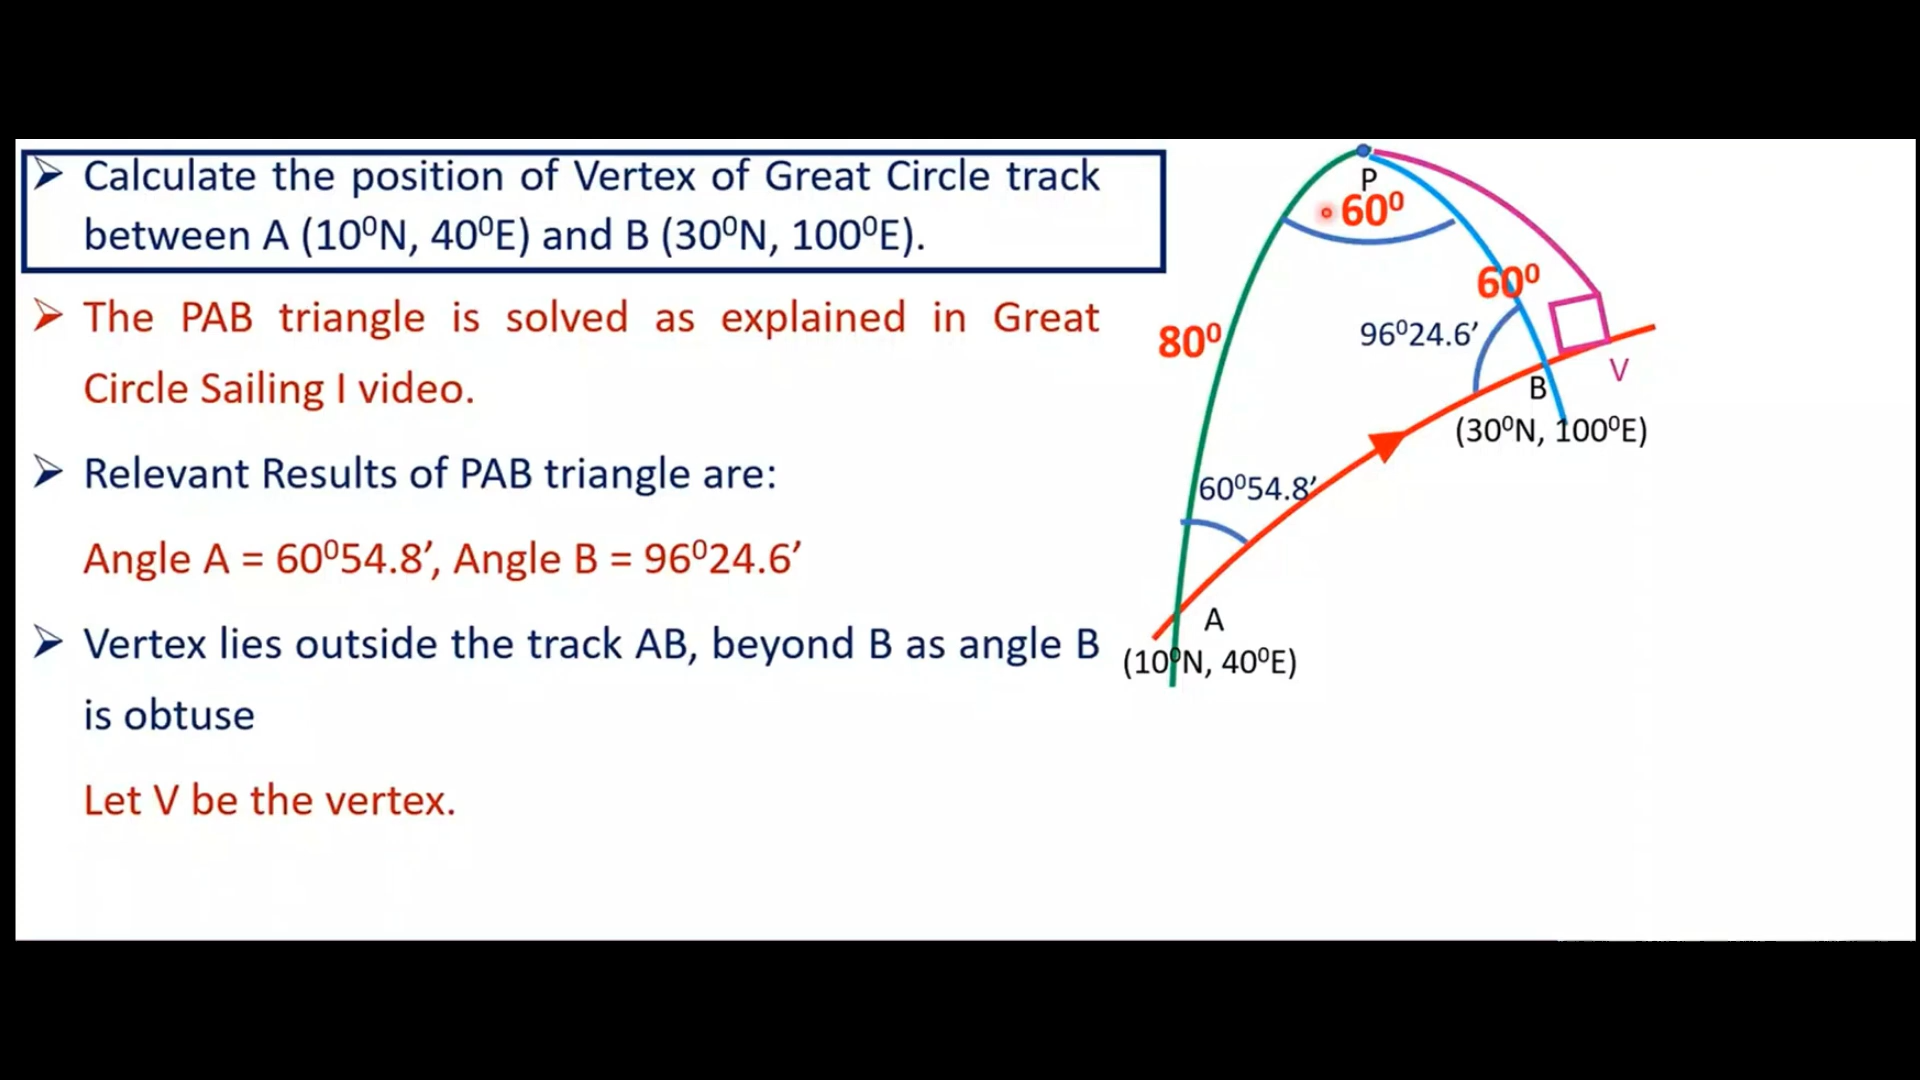 ➢ Calculate the position of Vertex of Great Circle track
between A (10⁰N, 40⁰E) and B (30⁰N, 100⁰E).
➢ The PAB triangle is solved as explained in Great
Circle Sailing I video.
➢ Relevant Results of PAB triangle are:
Angle A = 60⁰54.8’, Angle B = 96⁰24.6’
➢ Vertex lies outside the track AB, beyond B as angle B
is obtuse
Let V be the vertex.
P
60⁰
60⁰
80⁰
96⁰24.6’
V
B
(30⁰N, 100⁰E)
60⁰54.8’
A
(10⁰N, 40⁰E)